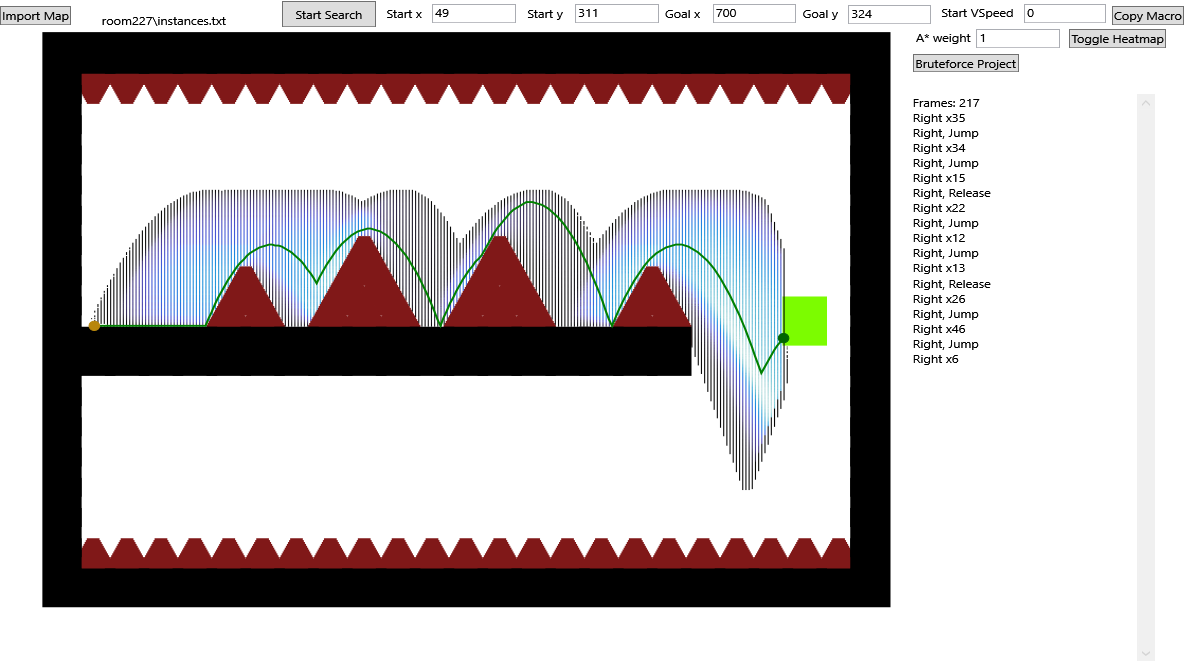 Import Map
room227\instances.txt
Start Search
Start x 49
Start y 311
Goal x 700
Goal y 324
Start VSpeed 0
Copy Macro
A* weight 1
Toggle Heatmap
Bruteforce Project
Frames: 217
Right x35
Right, Jump
Right x34
Right, Jump
Right x15
Right, Release
Right x22
Right, Jump
Right x12
Right, Jump
Right x13
Right, Release
Right x26
Right, Jump
Right x46
Right, Jump
Right x6